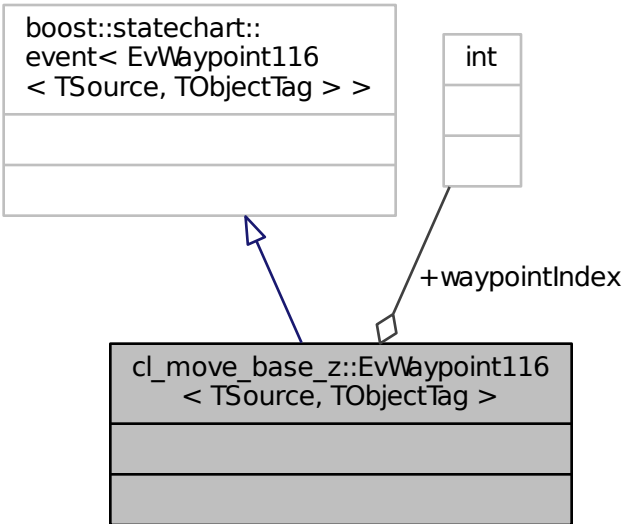 boost::statechart::
event< EvWaypoint116
< TSource, TObjectTag > >
int
+waypointIndex
cl_move_base_z::EvWaypoint116
< TSource, TObjectTag >